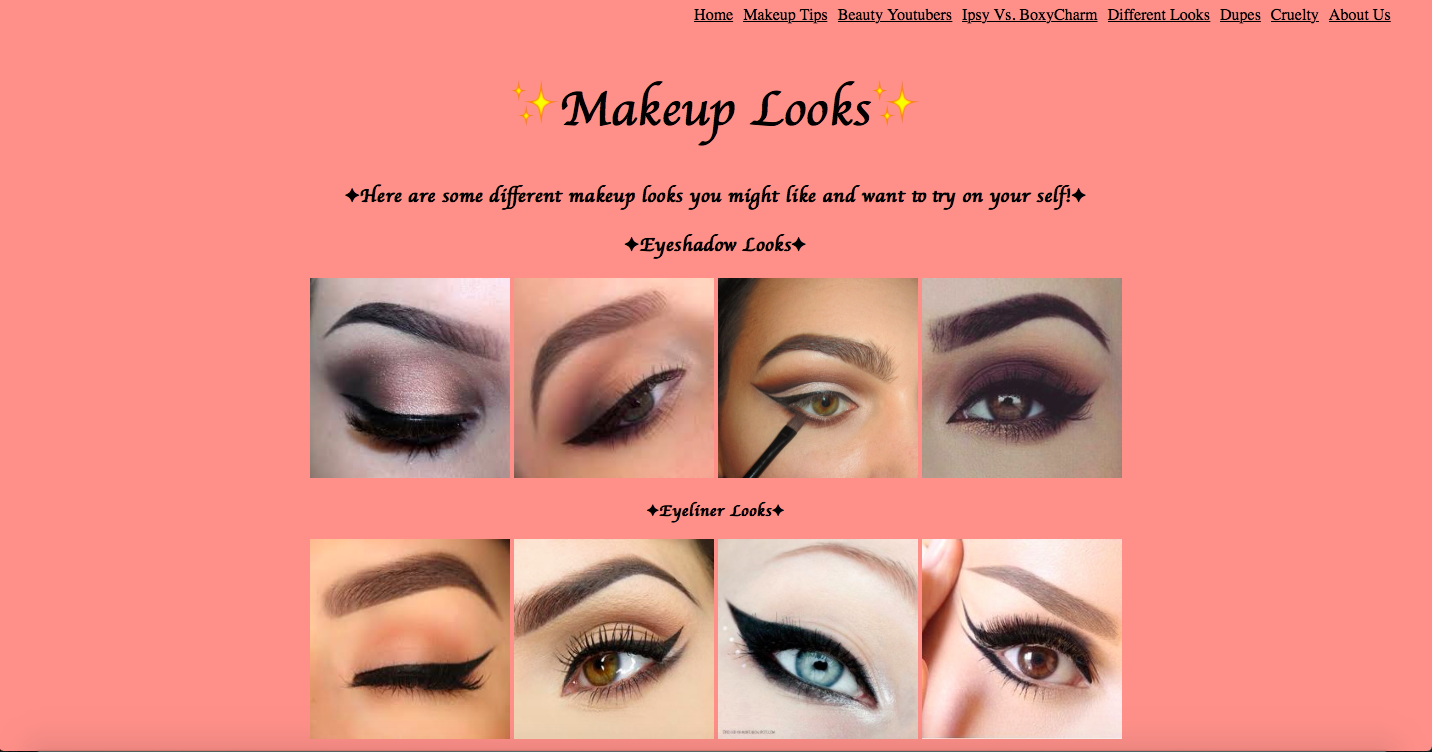 Home Makeup Tips Beauty Youtubers Ipsy Vs. BoxyCharm Different Looks Dupes Cruelty About Us
✨Makeup Looks✨
✦Here are some different makeup looks you might like and want to try on your self!✦
✦Eyeshadow Looks✦
✦Eyeliner Looks✦